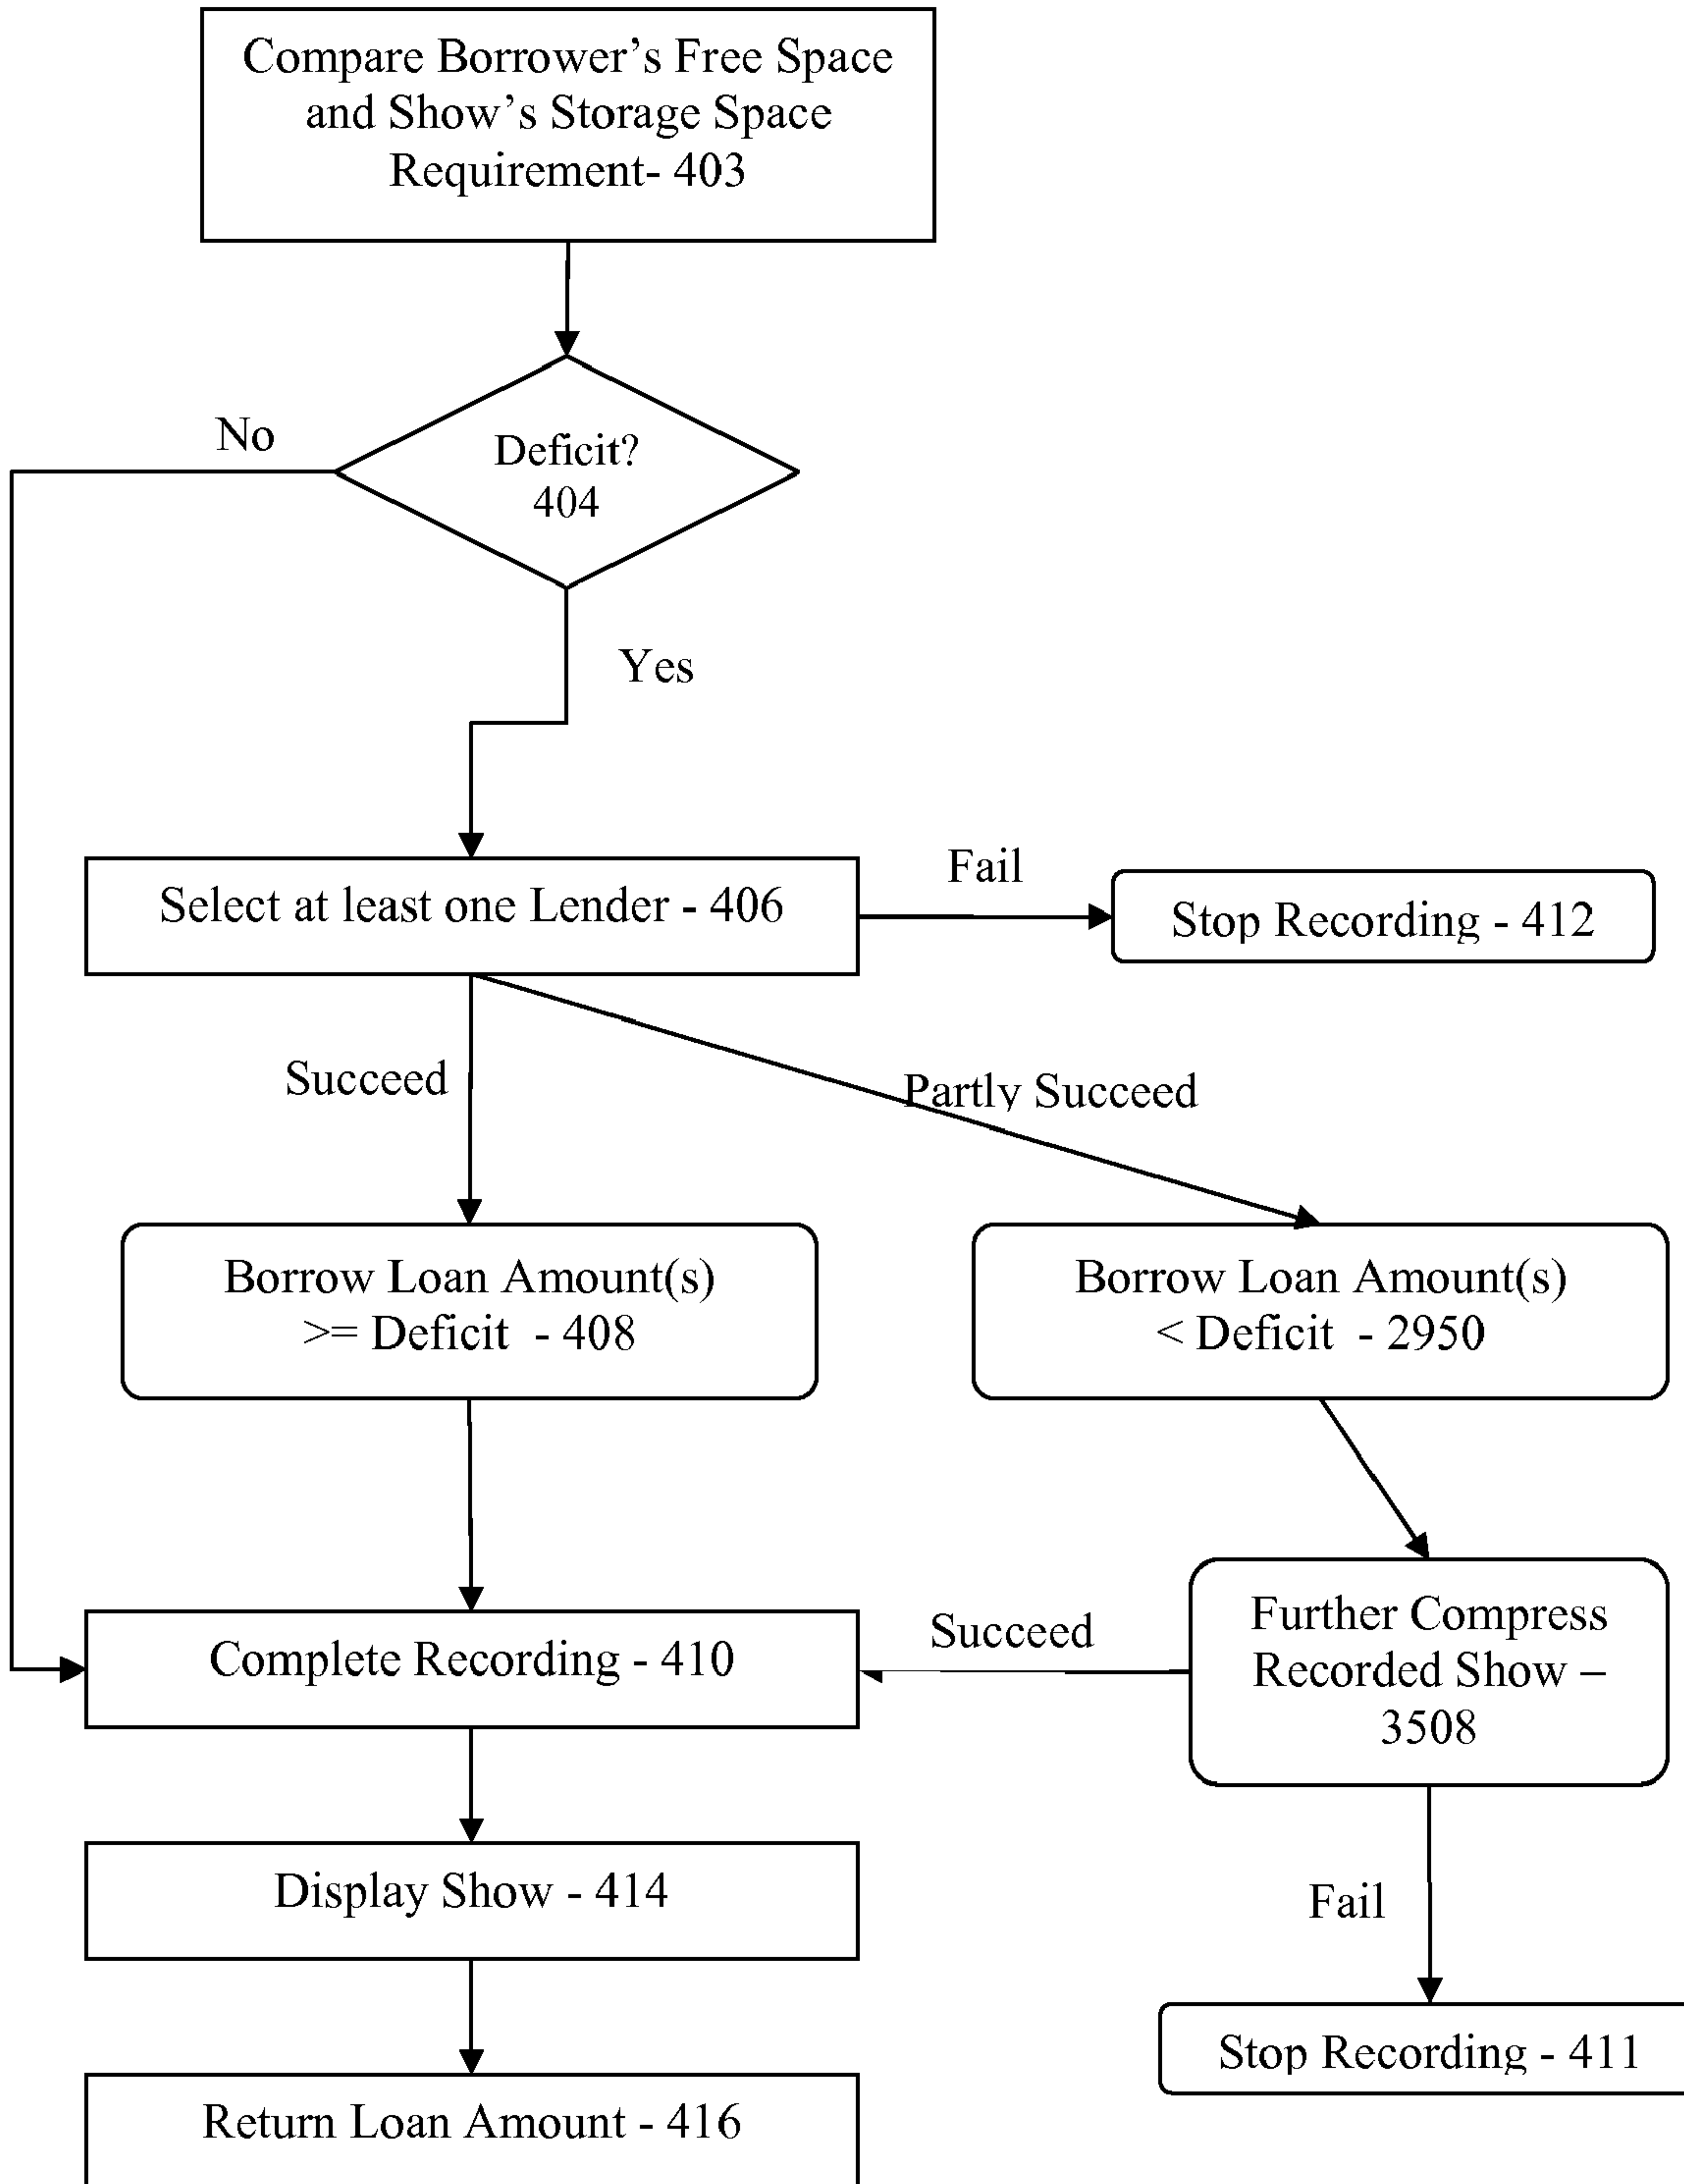 Compare Borrower’s Free Space
and Show’s Storage Space
Requirement- 403
No
Deficit?
404
Yes
Select at least one Lender - 406
Fail
Stop Recording - 412
Succeed
Partly Succeed
Borrow Loan Amount(s)
>= Deficit - 408
Borrow Loan Amount(s)
< Deficit - 2950
Complete Recording - 410
Succeed
Further Compress
Recorded Show –
3508
Display Show - 414
Fail
Stop Recording - 411
Return Loan Amount - 416